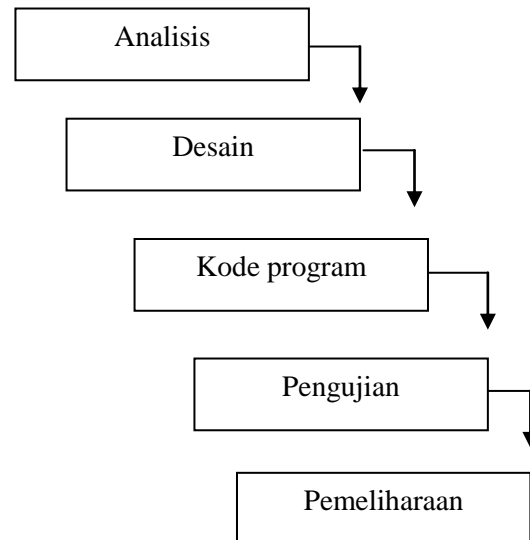 Analisis
Desain
Kode program
Pengujian
Pemeliharaan